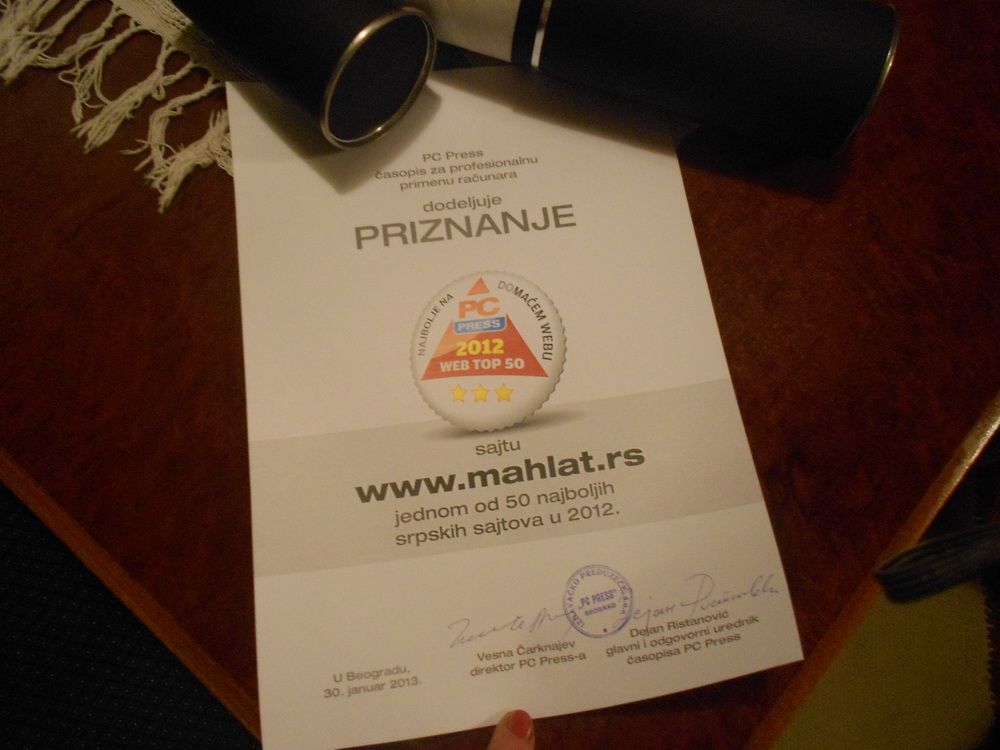 PC Press
časopis za profesionalnu
primenu računara
dodeljuje
PRIZNANJE
NAJBOLJE NA DOMAĆEM WEBU
PC
PRESS
2012
WEB TOP 50
sajtu
www.mahlat.rs
jednom od 50 najboljih
srpskih sajtova u 2012.
IZDAVAČKO PREDUZEĆE d.o.o.
"PC PRESS"
BEOGRAD
Vesna Čarknajev
direktor PC Press-a
Dejan Ristanović
glavni i odgovorni urednik
časopisa PC Press
U Beogradu,
30. januar 2013.